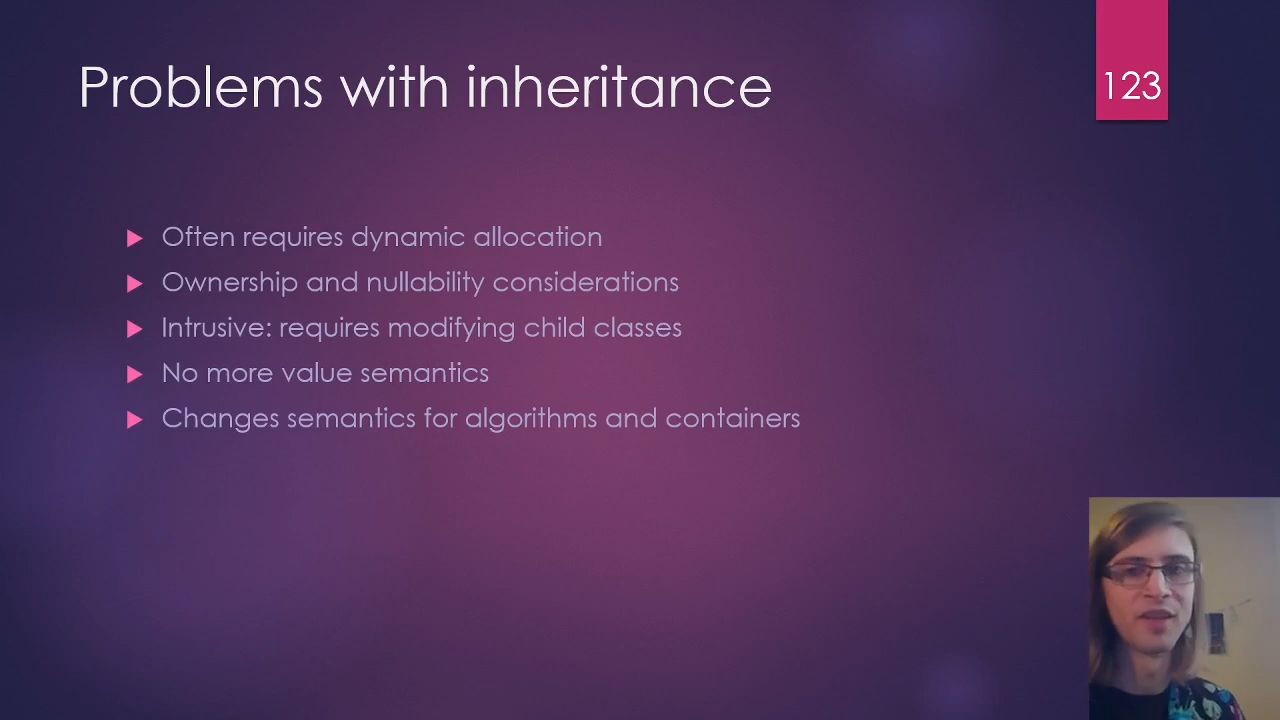 Problems with inheritance
123
Often requires dynamic allocation
Ownership and nullability considerations
Intrusive: requires modifying child classes
No more value semantics
Changes semantics for algorithms and containers